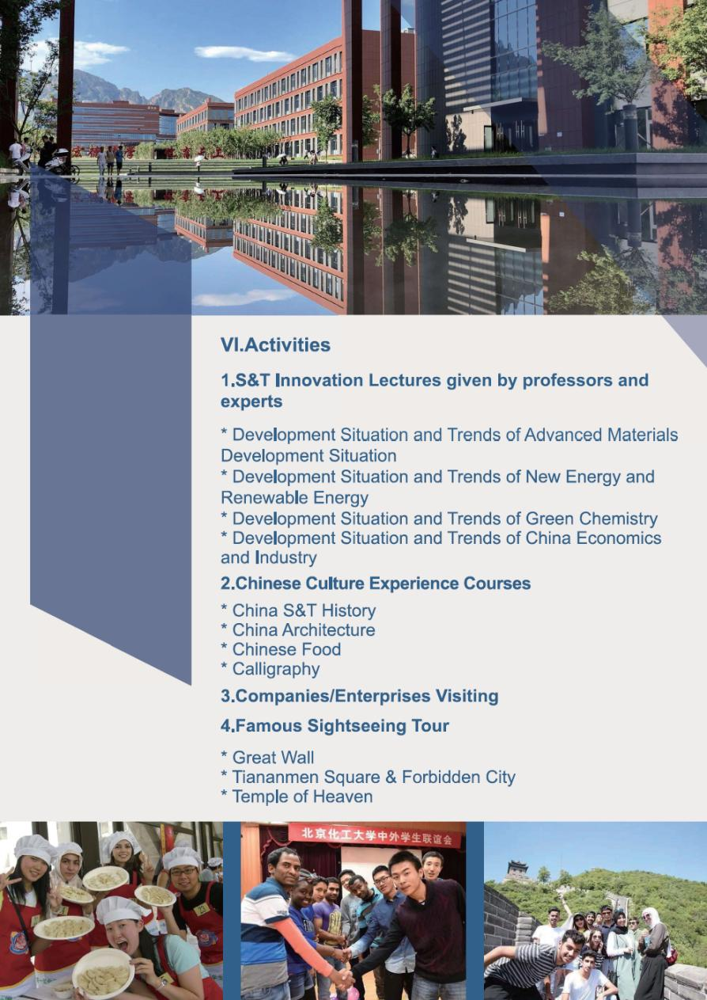 VI.Activities
1.S&T Innovation Lectures given by professors and
experts
* Development Situation and Trends of Advanced Materials
Development Situation
* Development Situation and Trends of New Energy and
Renewable Energy
* Development Situation and Trends of Green Chemistry
* Development Situation and Trends of China Economics
and Industry
2.Chinese Culture Experience Courses
* China S&T History
* China Architecture
* Chinese Food
* Calligraphy
3.Companies/Enterprises Visiting
4.Famous Sightseeing Tour
* Great Wall
* Tiananmen Square & Forbidden City
* Temple of Heaven
北京化工大学中外学生联谊会
23